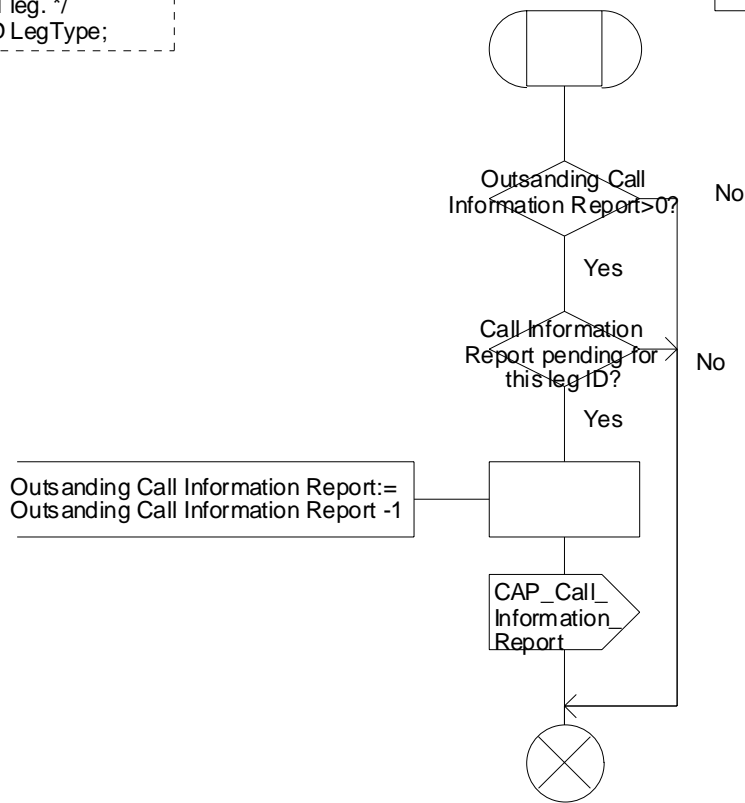 leg. */
LegType;
Outsanding Call
Information Report>0?
No
Yes
Call Information
Report pending for
this leg ID?
No
Yes
Outsanding Call Information Report:=
Outsanding Call Information Report -1
CAP_Call_
Information_
Report